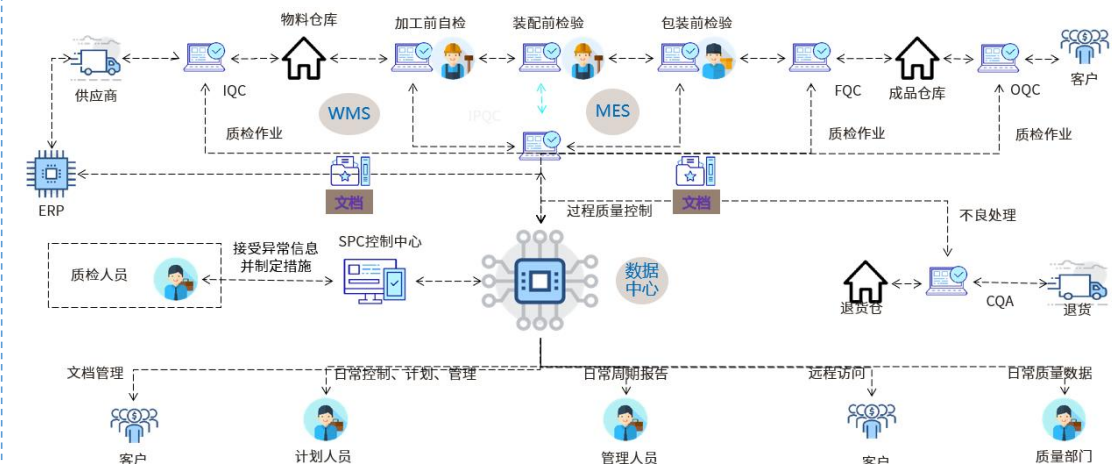 物料仓库
加工前自检
装配前检验
包装前检验
供应商
IQC
WMS
IPQC
MES
FQC
成品仓库
OQC
客户
质检作业
质检作业
质检作业
ERP
文档
文档
过程质量控制
不良处理
质检人员
接受异常信息
并制定措施
SPC控制中心
数据
中心
退货仓
CQA
退货
文档管理
日常控制、计划、管理
日常周期报告
远程访问
日常质量数据
客户
计划人员
管理人员
客户
质量部门